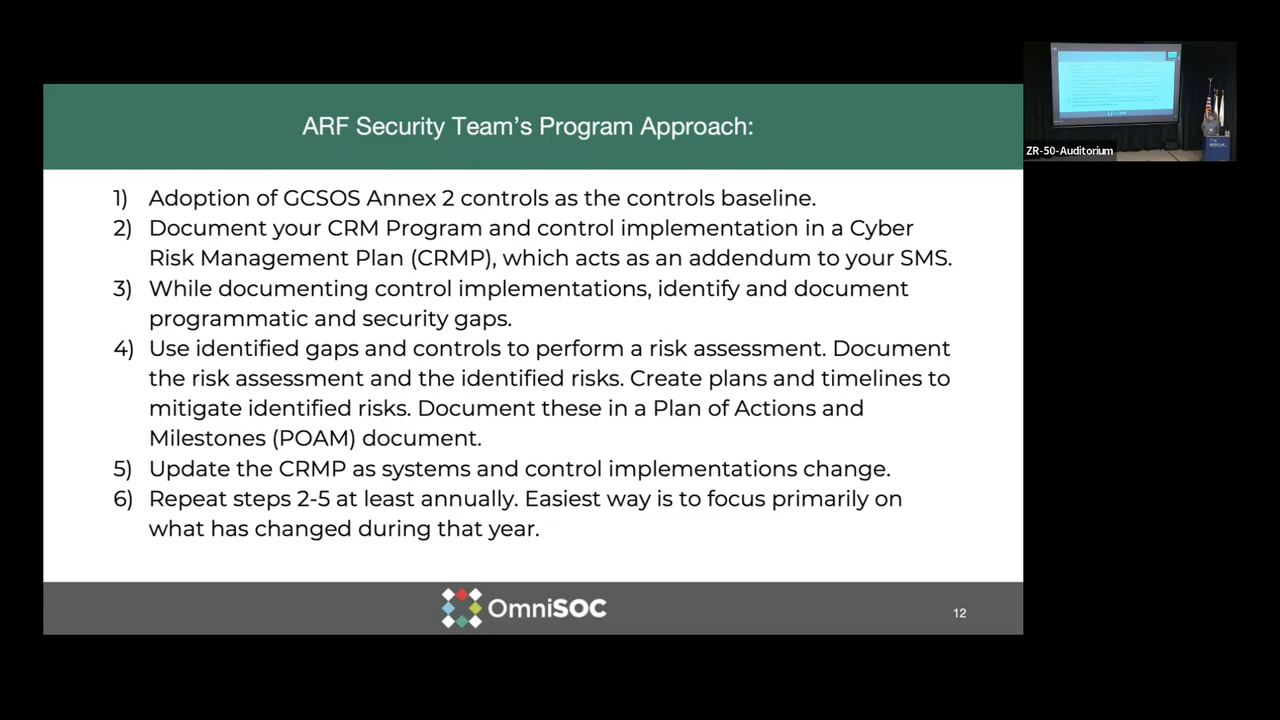 ARF Security Team's Program Approach:
1) Adoption of GCSOS Annex 2 controls as the controls baseline.
2) Document your CRM Program and control implementation in a Cyber
Risk Management Plan (CRMP), which acts as an addendum to your SMS.
3) While documenting control implementations, identify and document
programmatic and security gaps.
4) Use identified gaps and controls to perform a risk assessment. Document
the risk assessment and the identified risks. Create plans and timelines to
mitigate identified risks. Document these in a Plan of Actions and
Milestones (POAM) document.
5) Update the CRMP as systems and control implementations change.
6) Repeat steps 2-5 at least annually. Easiest way is to focus primarily on
what has changed during that year.
OmniSOC
12
ZR-50-Auditorium